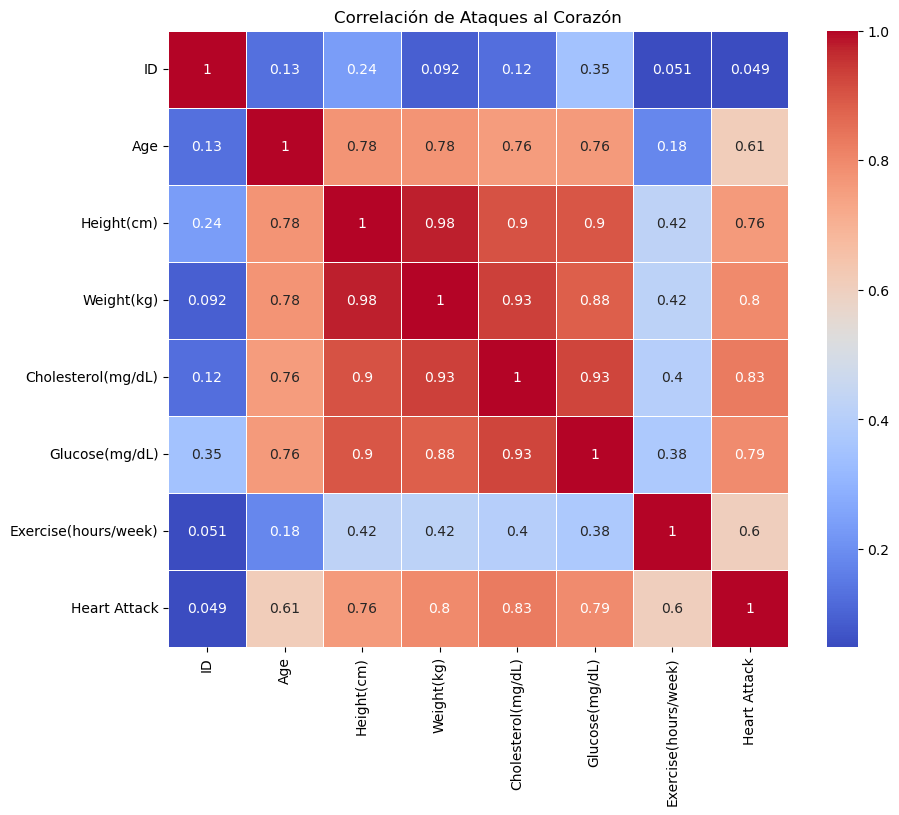 Correlación de Ataques al Corazón
ID 1 0.13 0.24 0.092 0.12 0.35 0.051 0.049
Age 0.13 1 0.78 0.78 0.76 0.76 0.18 0.61
Height(cm) 0.24 0.78 1 0.98 0.9 0.9 0.42 0.76
Weight(kg) 0.092 0.78 0.98 1 0.93 0.88 0.42 0.8
Cholesterol(mg/dL) 0.12 0.76 0.9 0.93 1 0.93 0.4 0.83
Glucose(mg/dL) 0.35 0.76 0.9 0.88 0.93 1 0.38 0.79
Exercise(hours/week) 0.051 0.18 0.42 0.42 0.4 0.38 1 0.6
Heart Attack 0.049 0.61 0.76 0.8 0.83 0.79 0.6 1
ID
Age
Height(cm)
Weight(kg)
Cholesterol(mg/dL)
Glucose(mg/dL)
Exercise(hours/week)
Heart Attack
1.0
0.8
0.6
0.4
0.2